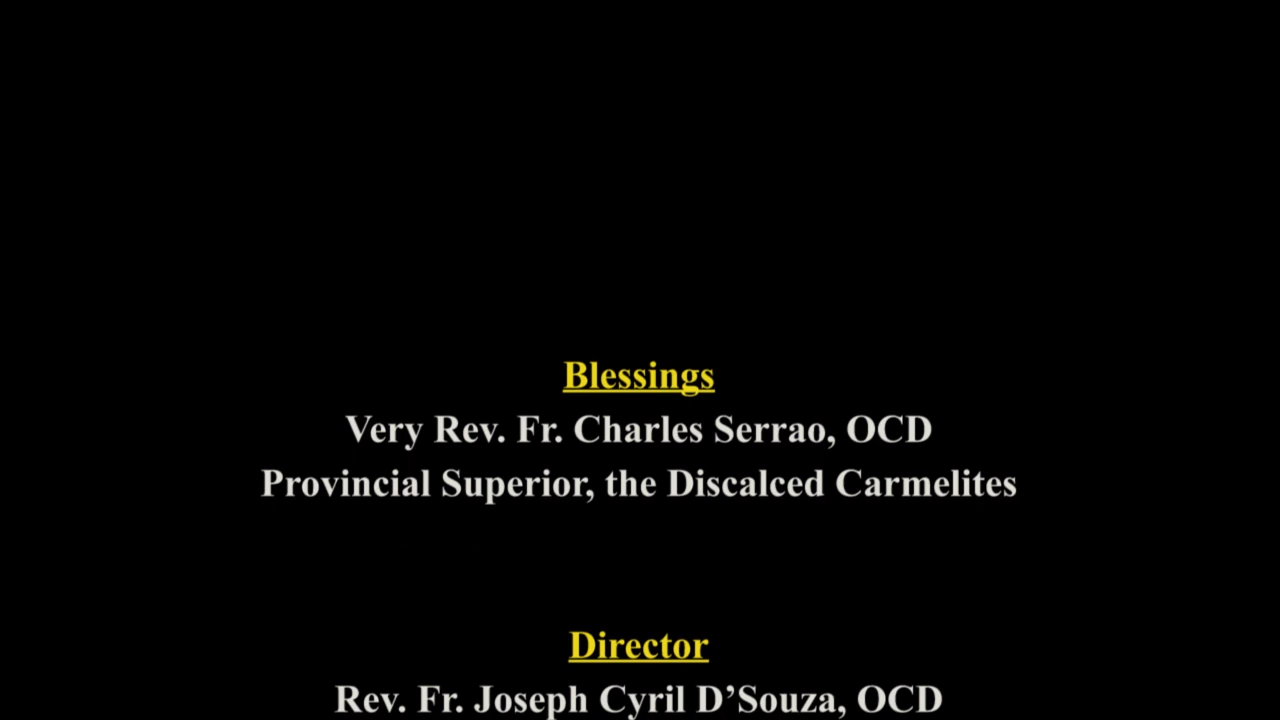 Blessings
Very Rev. Fr. Charles Serrao, OCD
Provincial Superior, the Discalced Carmelites
Director
Rev. Fr. Joseph Cyril D’Souza, OCD